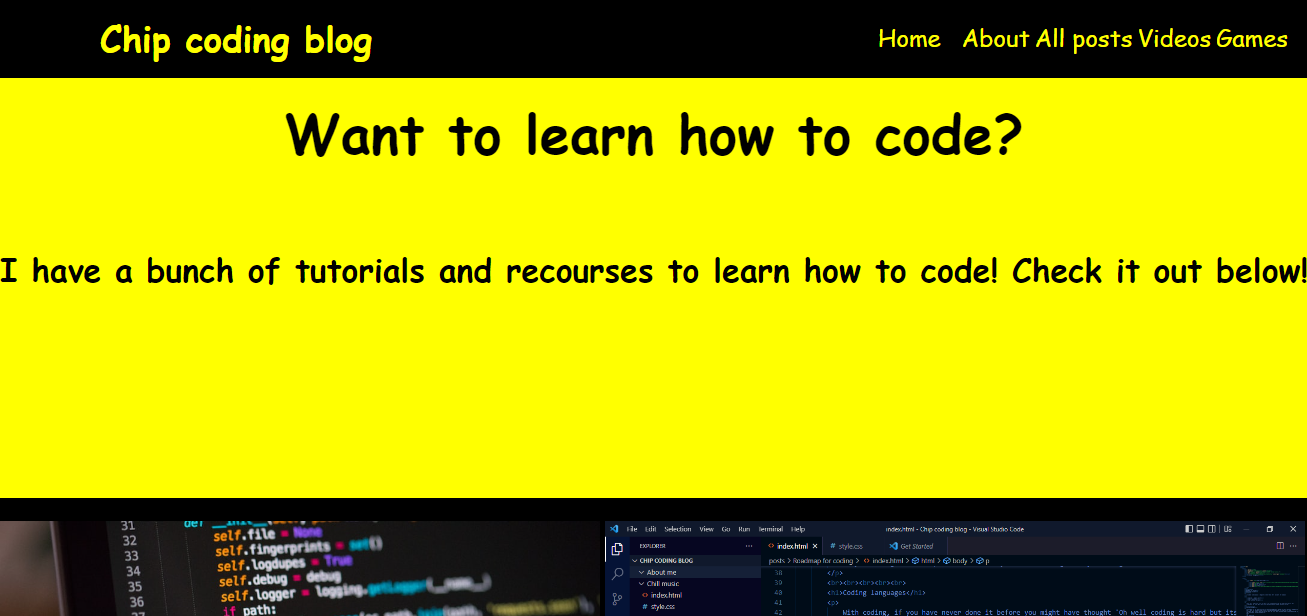 Chip coding blog
Home About All posts Videos Games
Want to learn how to code?
I have a bunch of tutorials and recourses to learn how to code! Check it out below!
31 def __init__(
32 self.file = None
33 self.fingerprints = set()
34 self.logdupes = True
35 self.debug = debug
36 self.logger = logging.getLogger(__name__)
if path:
File Edit Selection View Go Run Terminal Help index.html - Chip coding blog - Visual Studio Code
EXPLORER ··· index.html × # style.css Get Started
CHIP CODING BLOG posts > Roadmap for coding > index.html > html > body > p
About me 38 </p>
Chill music 39 <br><br><br><br><br>
index.html 40 <h1>Coding languages</h1>
# style.css 41 <p>
42 With coding, if you have never done it before you might have thought 'Oh well coding is hard but its